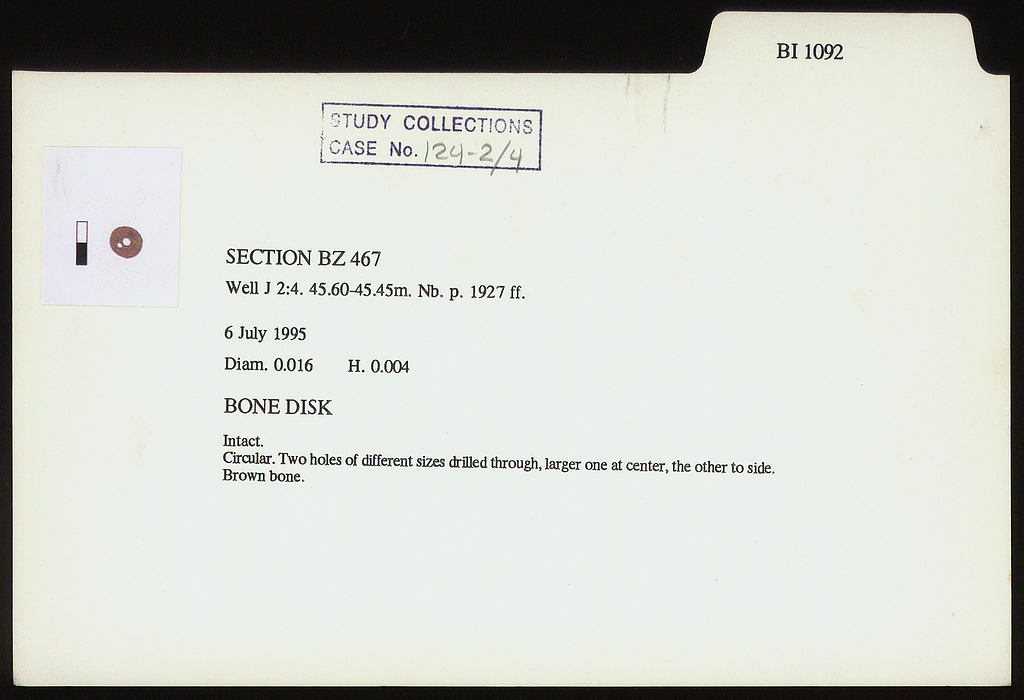 BI 1092
STUDY COLLECTIONS
CASE No. 124-2/4
SECTION BZ 467
Well J 2:4. 45.60-45.45m. Nb. p. 1927 ff.
6 July 1995
Diam. 0.016 H. 0.004
BONE DISK
Intact.
Circular. Two holes of different sizes drilled through, larger one at center, the other to side.
Brown bone.